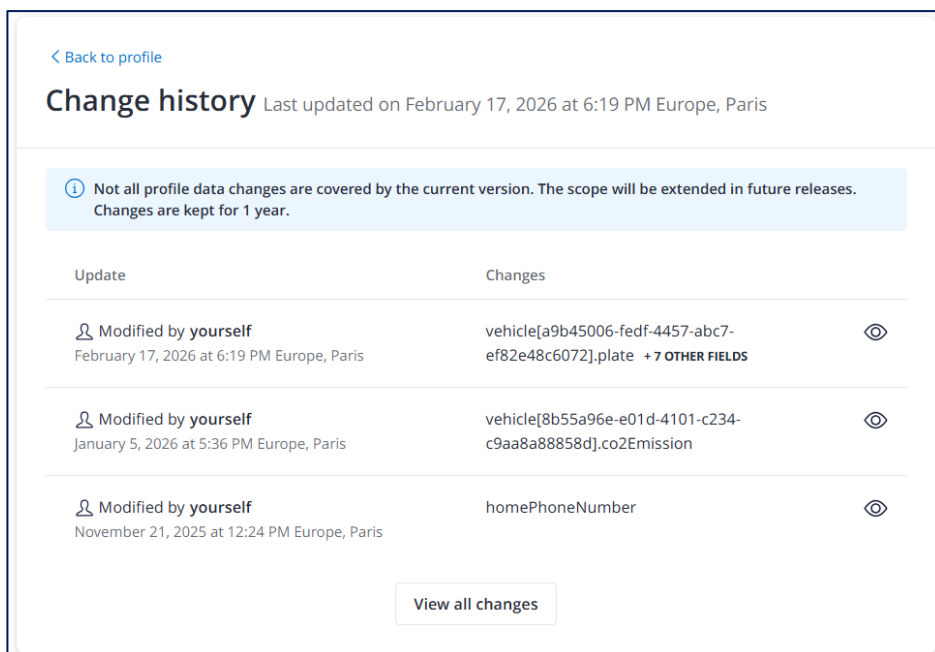 Back to profile
Change history Last updated on February 17, 2026 at 6:19 PM Europe, Paris
Not all profile data changes are covered by the current version. The scope will be extended in future releases.
Changes are kept for 1 year.
Update Changes
Modified by yourself
February 17, 2026 at 6:19 PM Europe, Paris
vehicle[a9b45006-fedf-4457-abc7-
ef82e48c6072].plate + 7 OTHER FIELDS
Modified by yourself
January 5, 2026 at 5:36 PM Europe, Paris
vehicle[8b55a96e-e01d-4101-c234-
c9aa8a88858d].co2Emission
Modified by yourself
November 21, 2025 at 12:24 PM Europe, Paris
homePhoneNumber
View all changes